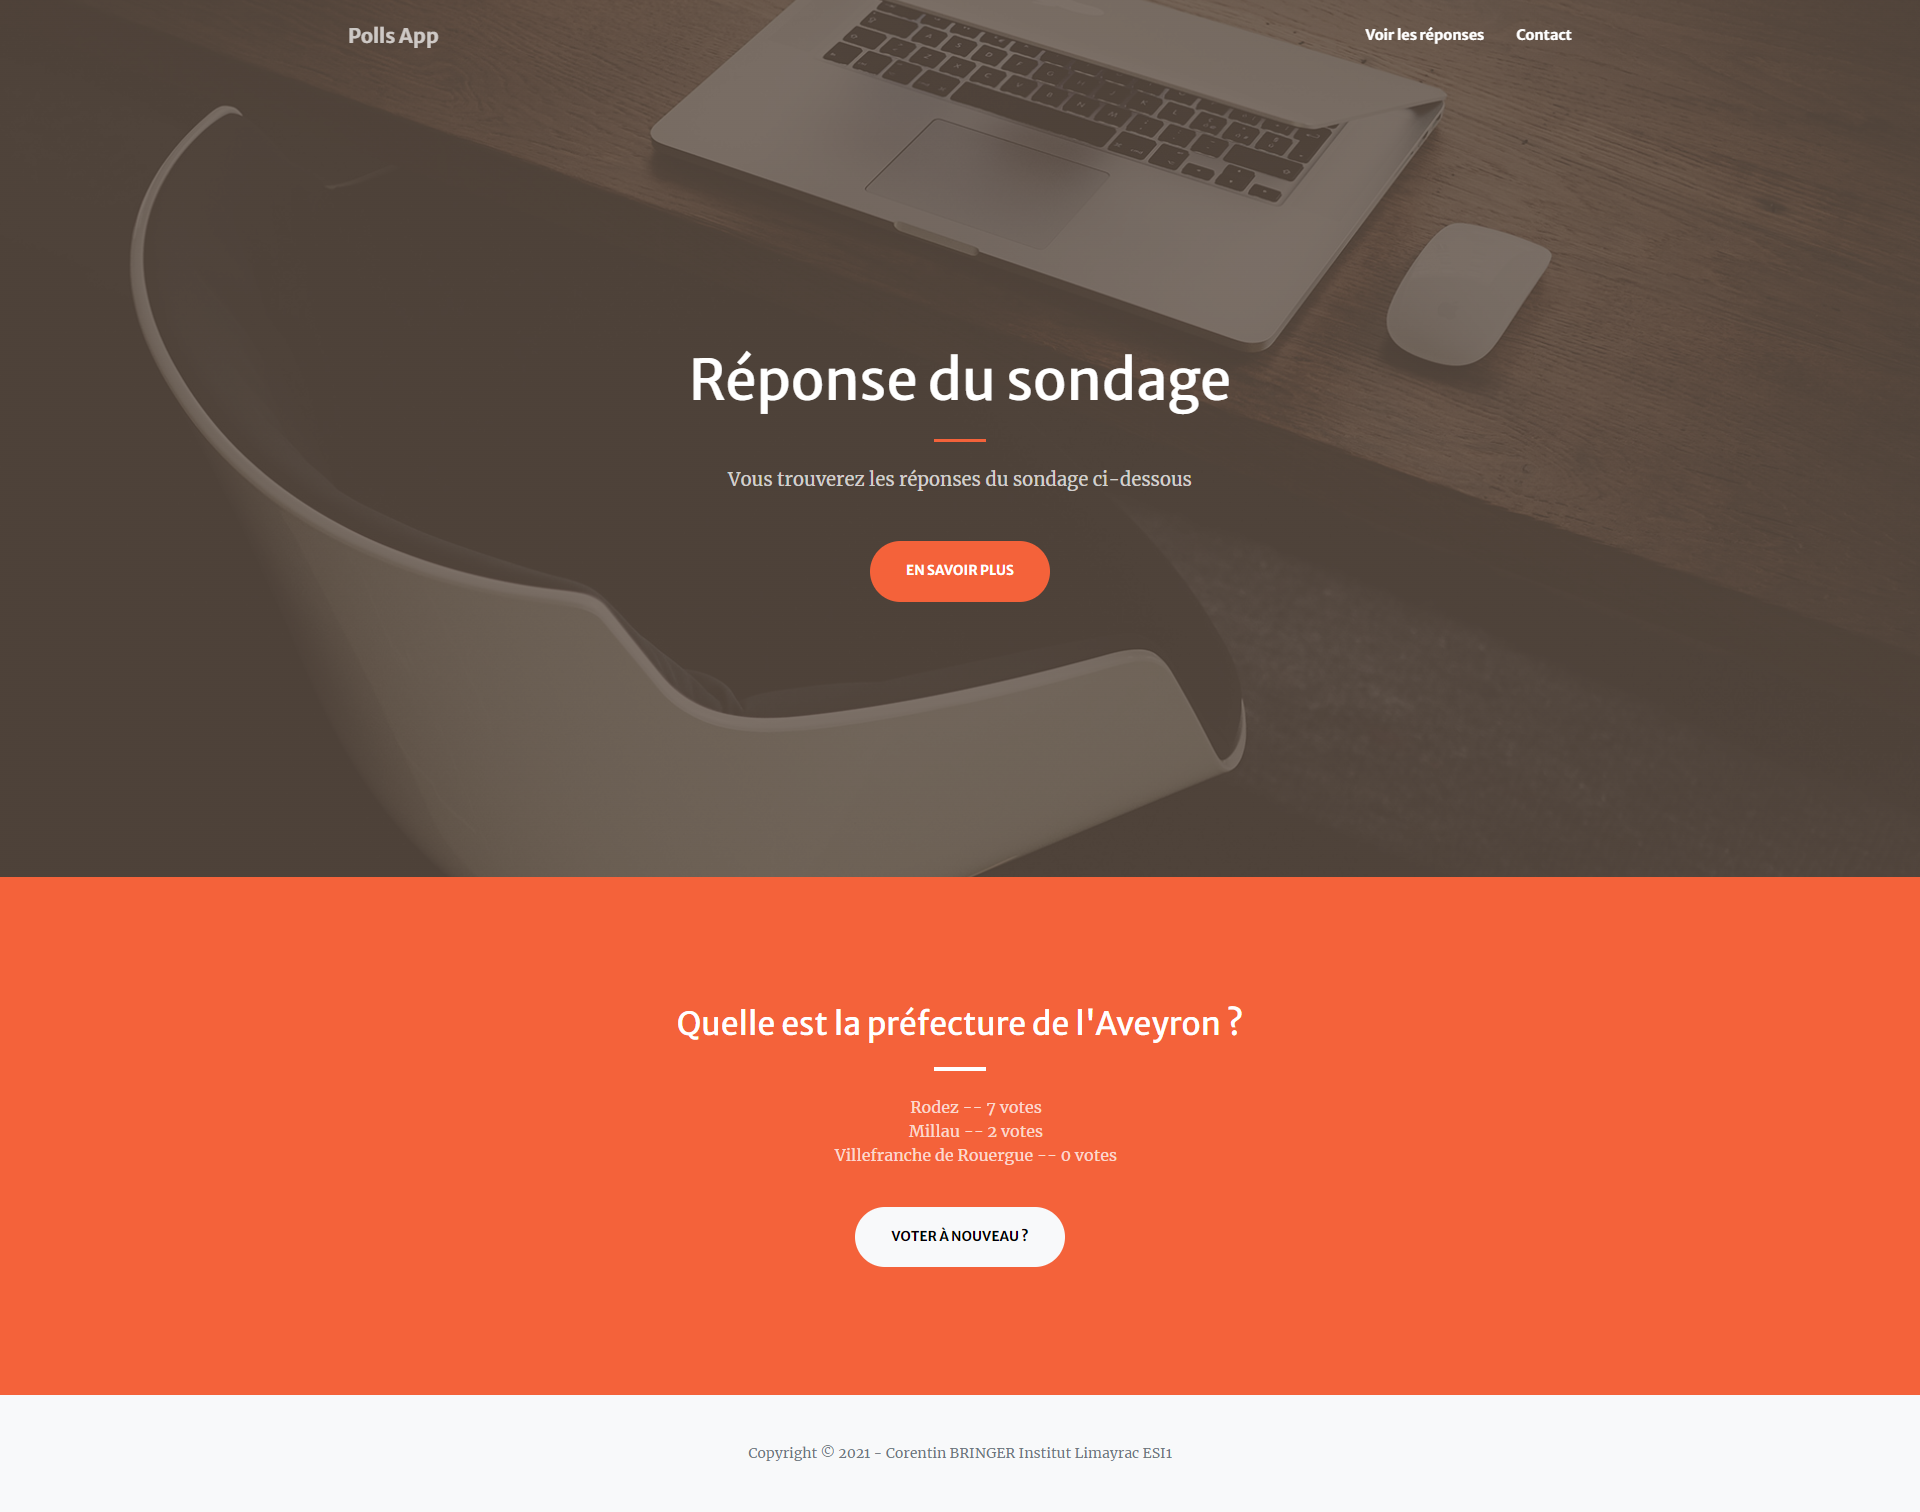 Polls App
Voir les réponses
Contact
Réponse du sondage
Vous trouverez les réponses du sondage ci-dessous
EN SAVOIR PLUS
Quelle est la préfecture de l'Aveyron ?
Rodez -- 7 votes
Millau -- 2 votes
Villefranche de Rouergue -- 0 votes
VOTER À NOUVEAU ?
Copyright © 2021 - Corentin BRINGER Institut Limayrac ESI1